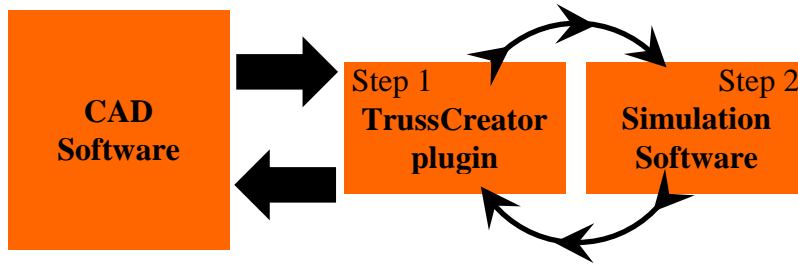 CAD
Software
Step 1
TrussCreator
plugin
Step 2
Simulation
Software